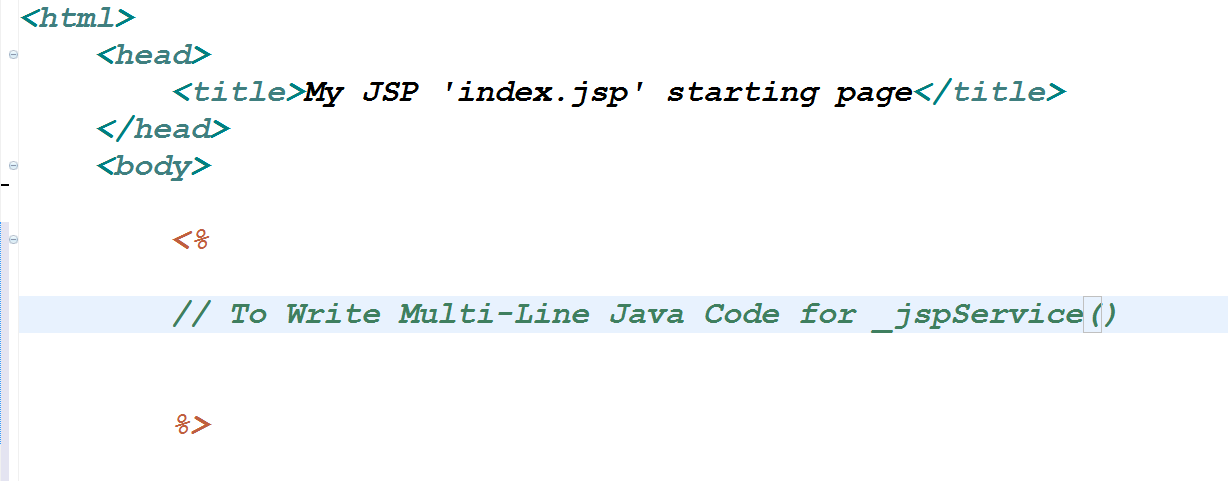 <html>
<head>
<title>My JSP 'index.jsp' starting page</title>
</head>
<body>
<%
// To Write Multi-Line Java Code for _jspService()
%>